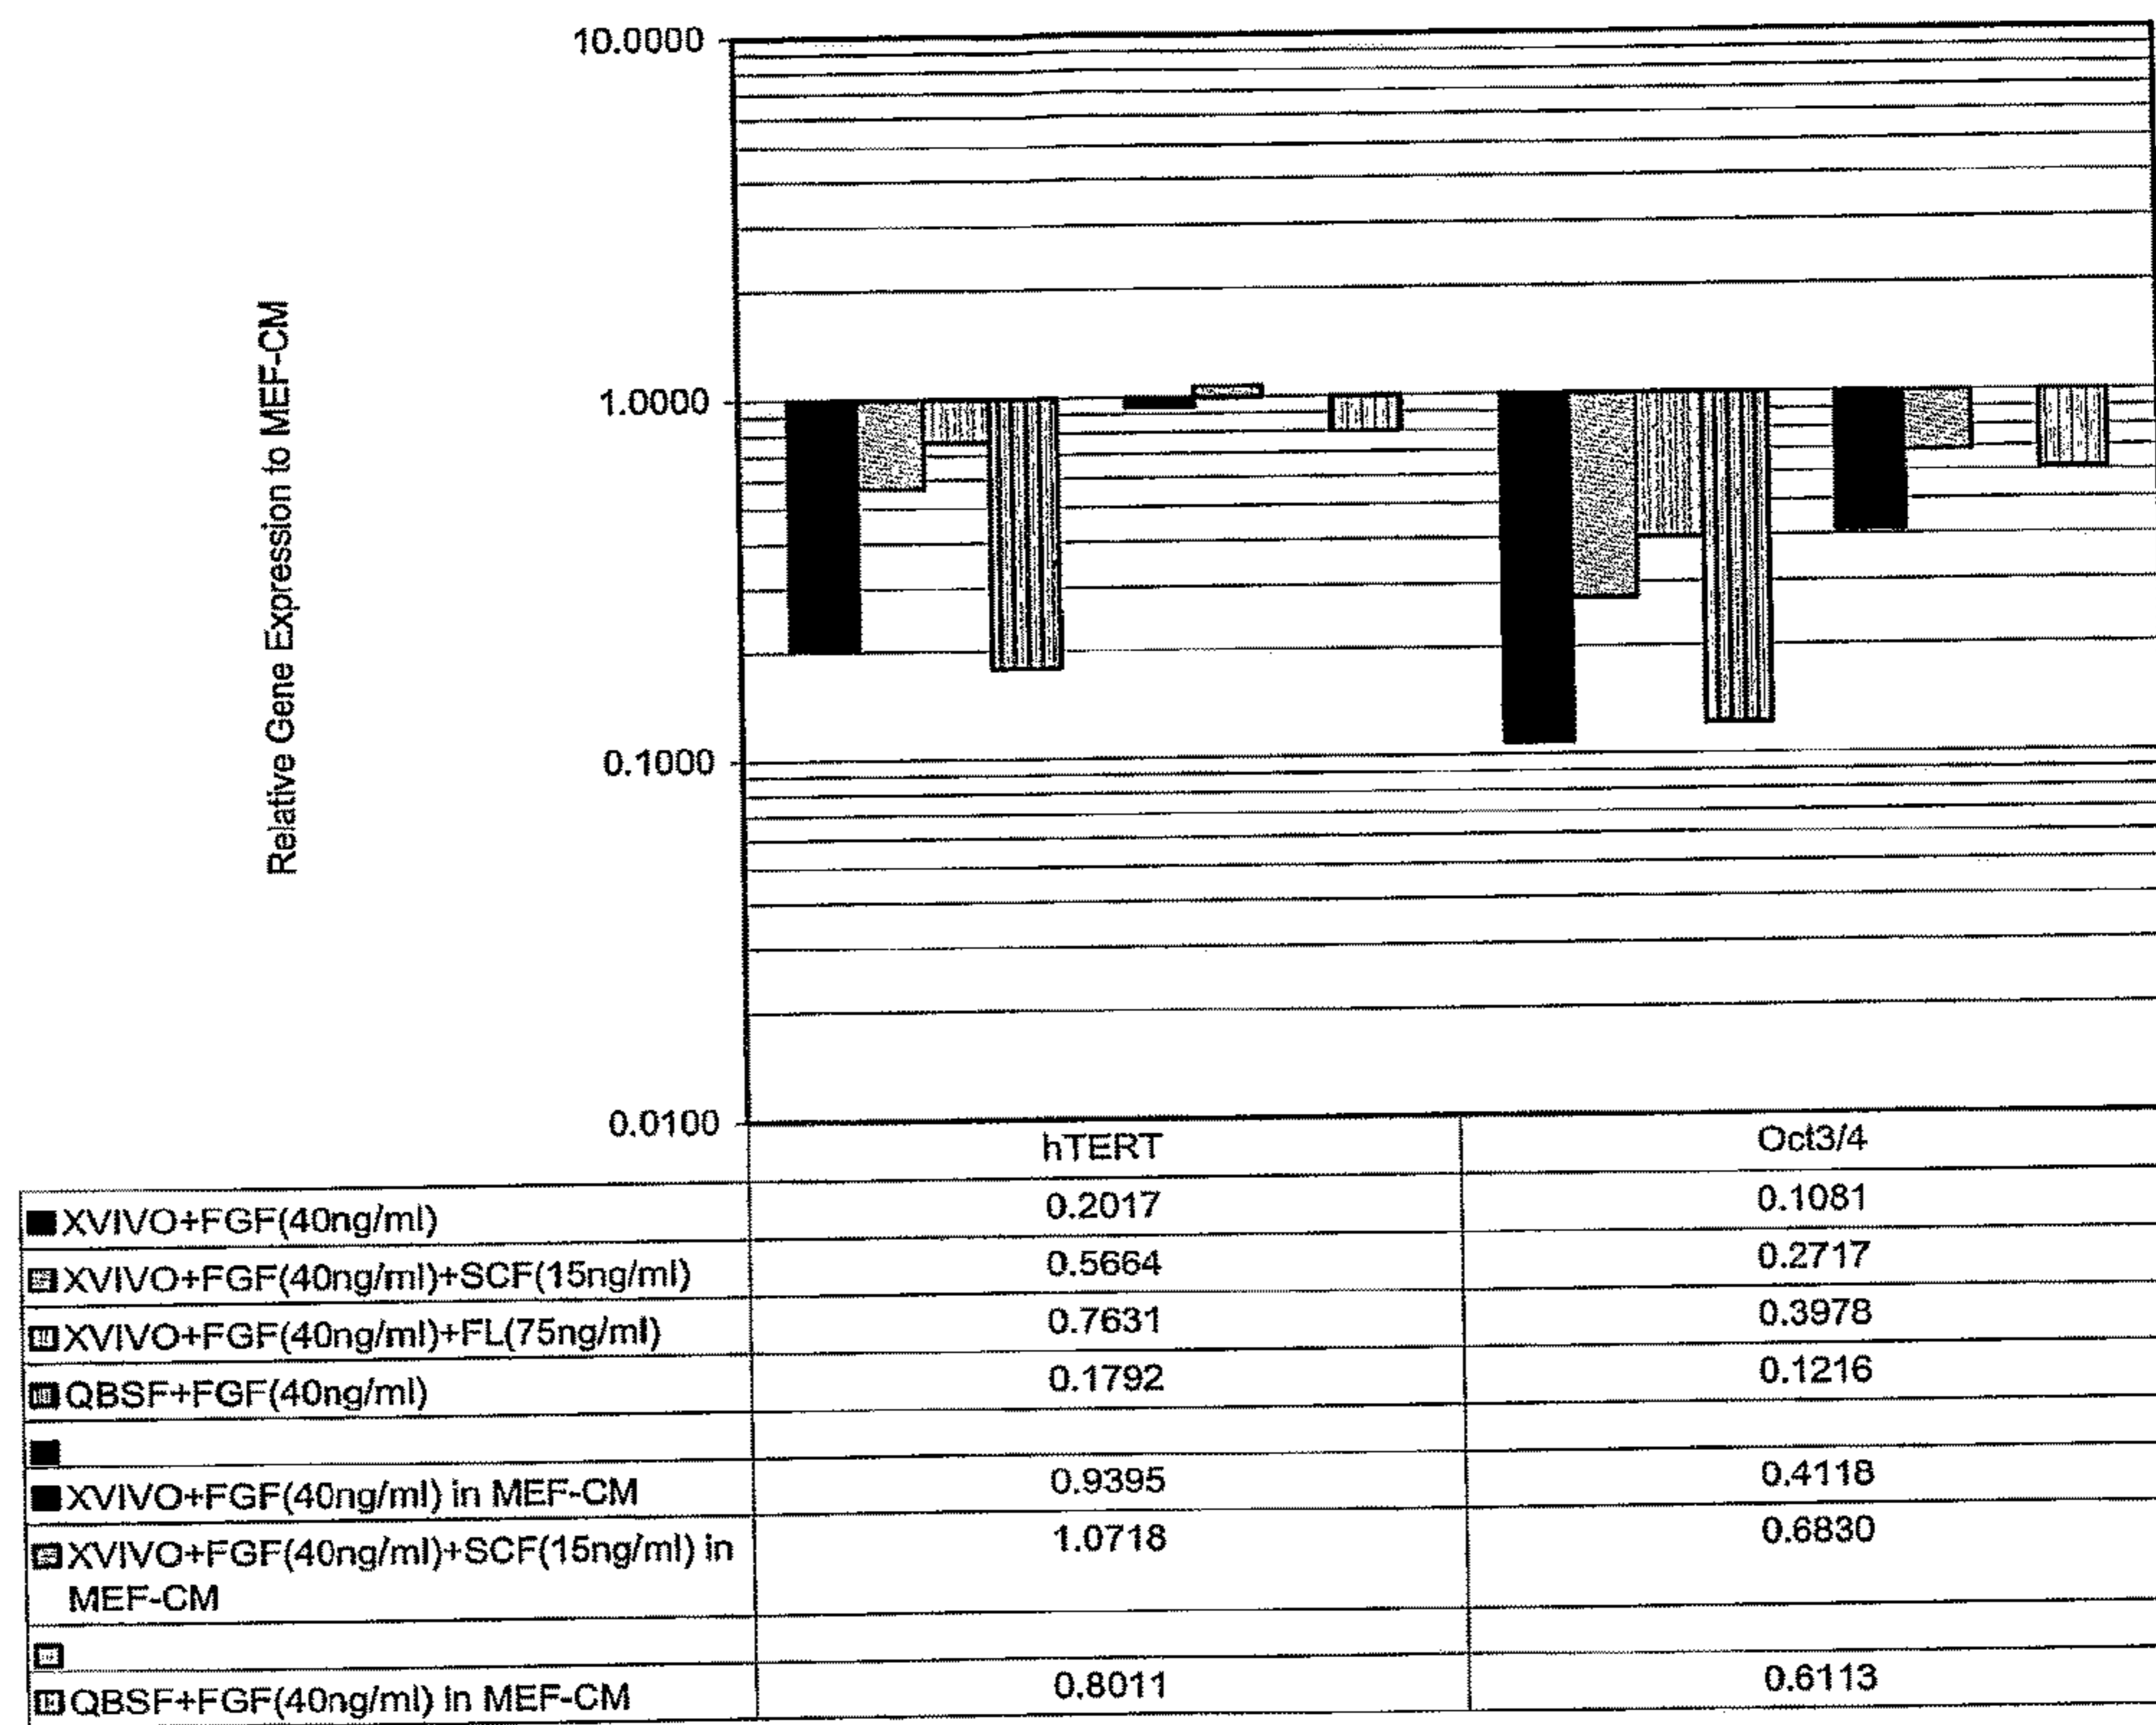 10.0000
1.0000
0.1000
0.0100
Relative Gene Expression to MEF-CM
hTERT Oct3/4
XVIVO+FGF(40ng/ml) 0.2017 0.1081
XVIVO+FGF(40ng/ml)+SCF(15ng/ml) 0.5664 0.2717
XVIVO+FGF(40ng/ml)+FL(75ng/ml) 0.7631 0.3978
QBSF+FGF(40ng/ml) 0.1792 0.1216
XVIVO+FGF(40ng/ml) in MEF-CM 0.9395 0.4118
XVIVO+FGF(40ng/ml)+SCF(15ng/ml) in 1.0718 0.6830
MEF-CM
QBSF+FGF(40ng/ml) in MEF-CM 0.8011 0.6113